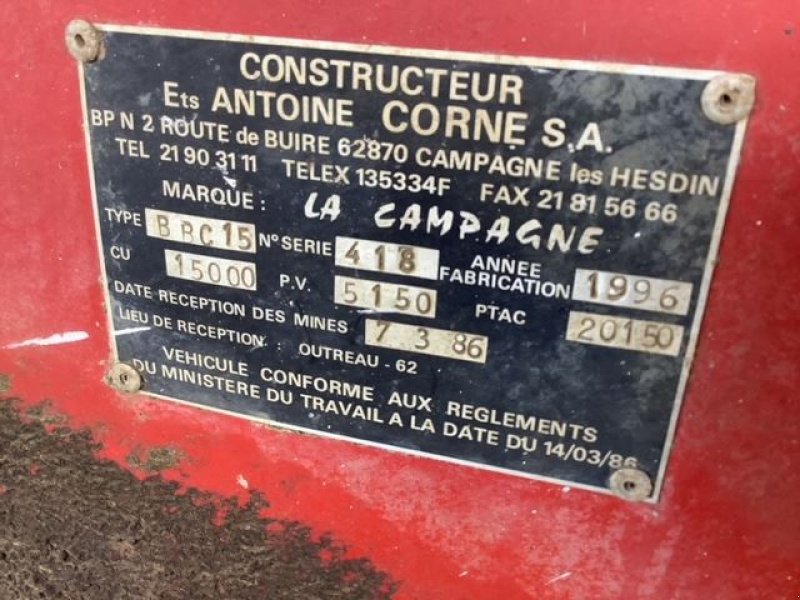 CONSTRUCTEUR
Ets ANTOINE CORNE S.A.
BP N 2 ROUTE de BUIRE 62870 CAMPAGNE les HESDIN
TEL 21 90 31 11 TELEX 135334F FAX 21 81 56 66
MARQUE : LA CAMPAGNE
TYPE BBC15 N° SERIE 418 ANNEE FABRICATION 1996
CU 15000 P.V. 5150 PTAC 20150
DATE RECEPTION DES MINES 7 3 86
LIEU DE RECEPTION : OUTREAU - 62
VEHICULE CONFORME AUX REGLEMENTS
DU MINISTERE DU TRAVAIL A LA DATE DU 14/03/86